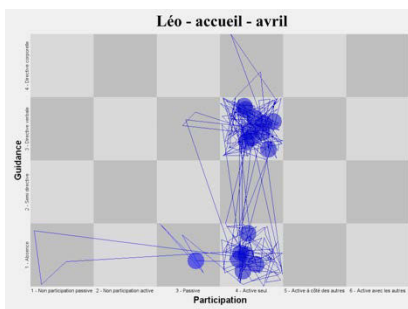 Léo - accueil - avril
4 - Directive corporelle
3 - Directive verbale
2 - Semi directive
1 - Absence
Guidance
1 - Non participation passive
2 - Non participation active
3 - Passive
4 - Active seul
5 - Active à côté des autres
6 - Active avec les autres
Participation